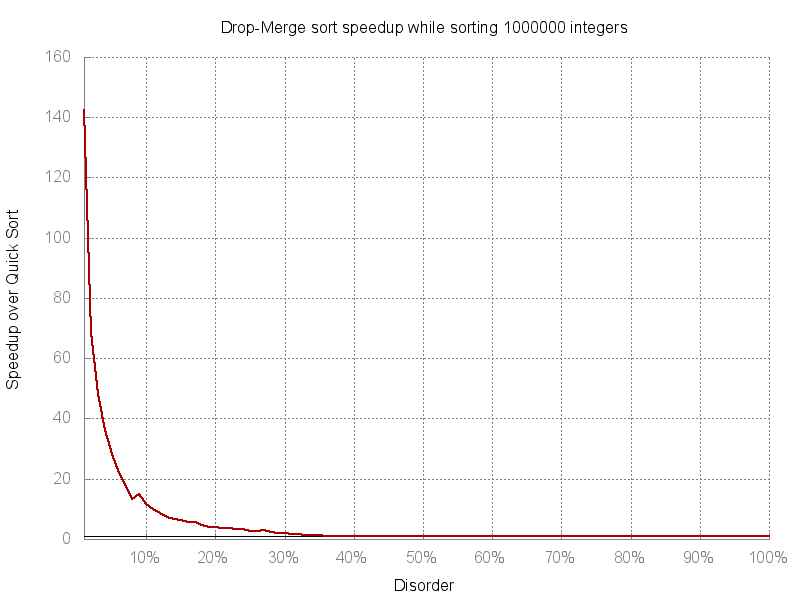 Drop-Merge sort speedup while sorting 1000000 integers
160
140
120
100
80
60
40
20
0
Speedup over Quick Sort
10% 20% 30% 40% 50% 60% 70% 80% 90% 100%
Disorder